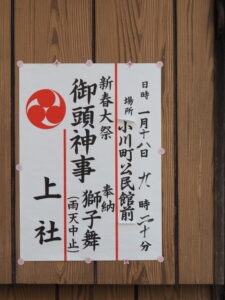 日時 一月十八日 九時二十分
場所 小川町公民館前
新春大祭
奉納 獅子舞
(雨天中止)
御頭神事
上社